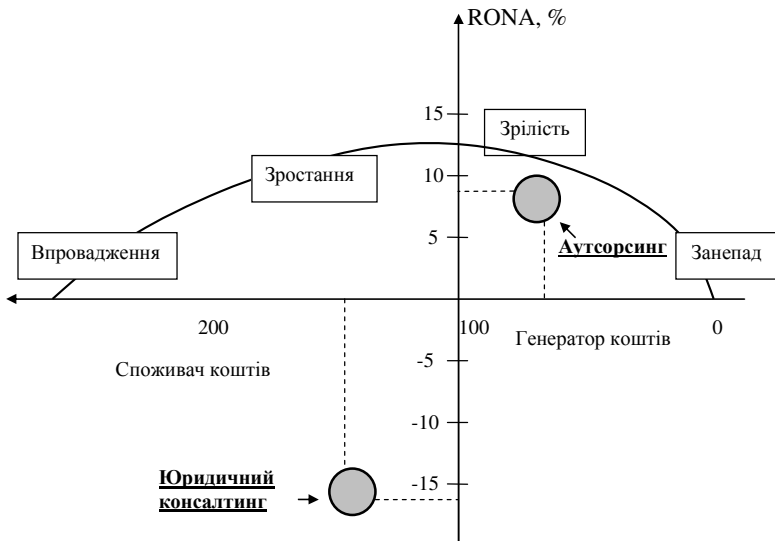 RONA, %
15
Зрілість
Зростання
10
5
Впровадження
Аутсорсинг
Занепад
200
100
0
Генератор коштів
Споживач коштів
-5
-10
Юридичний
консалтинг
-15